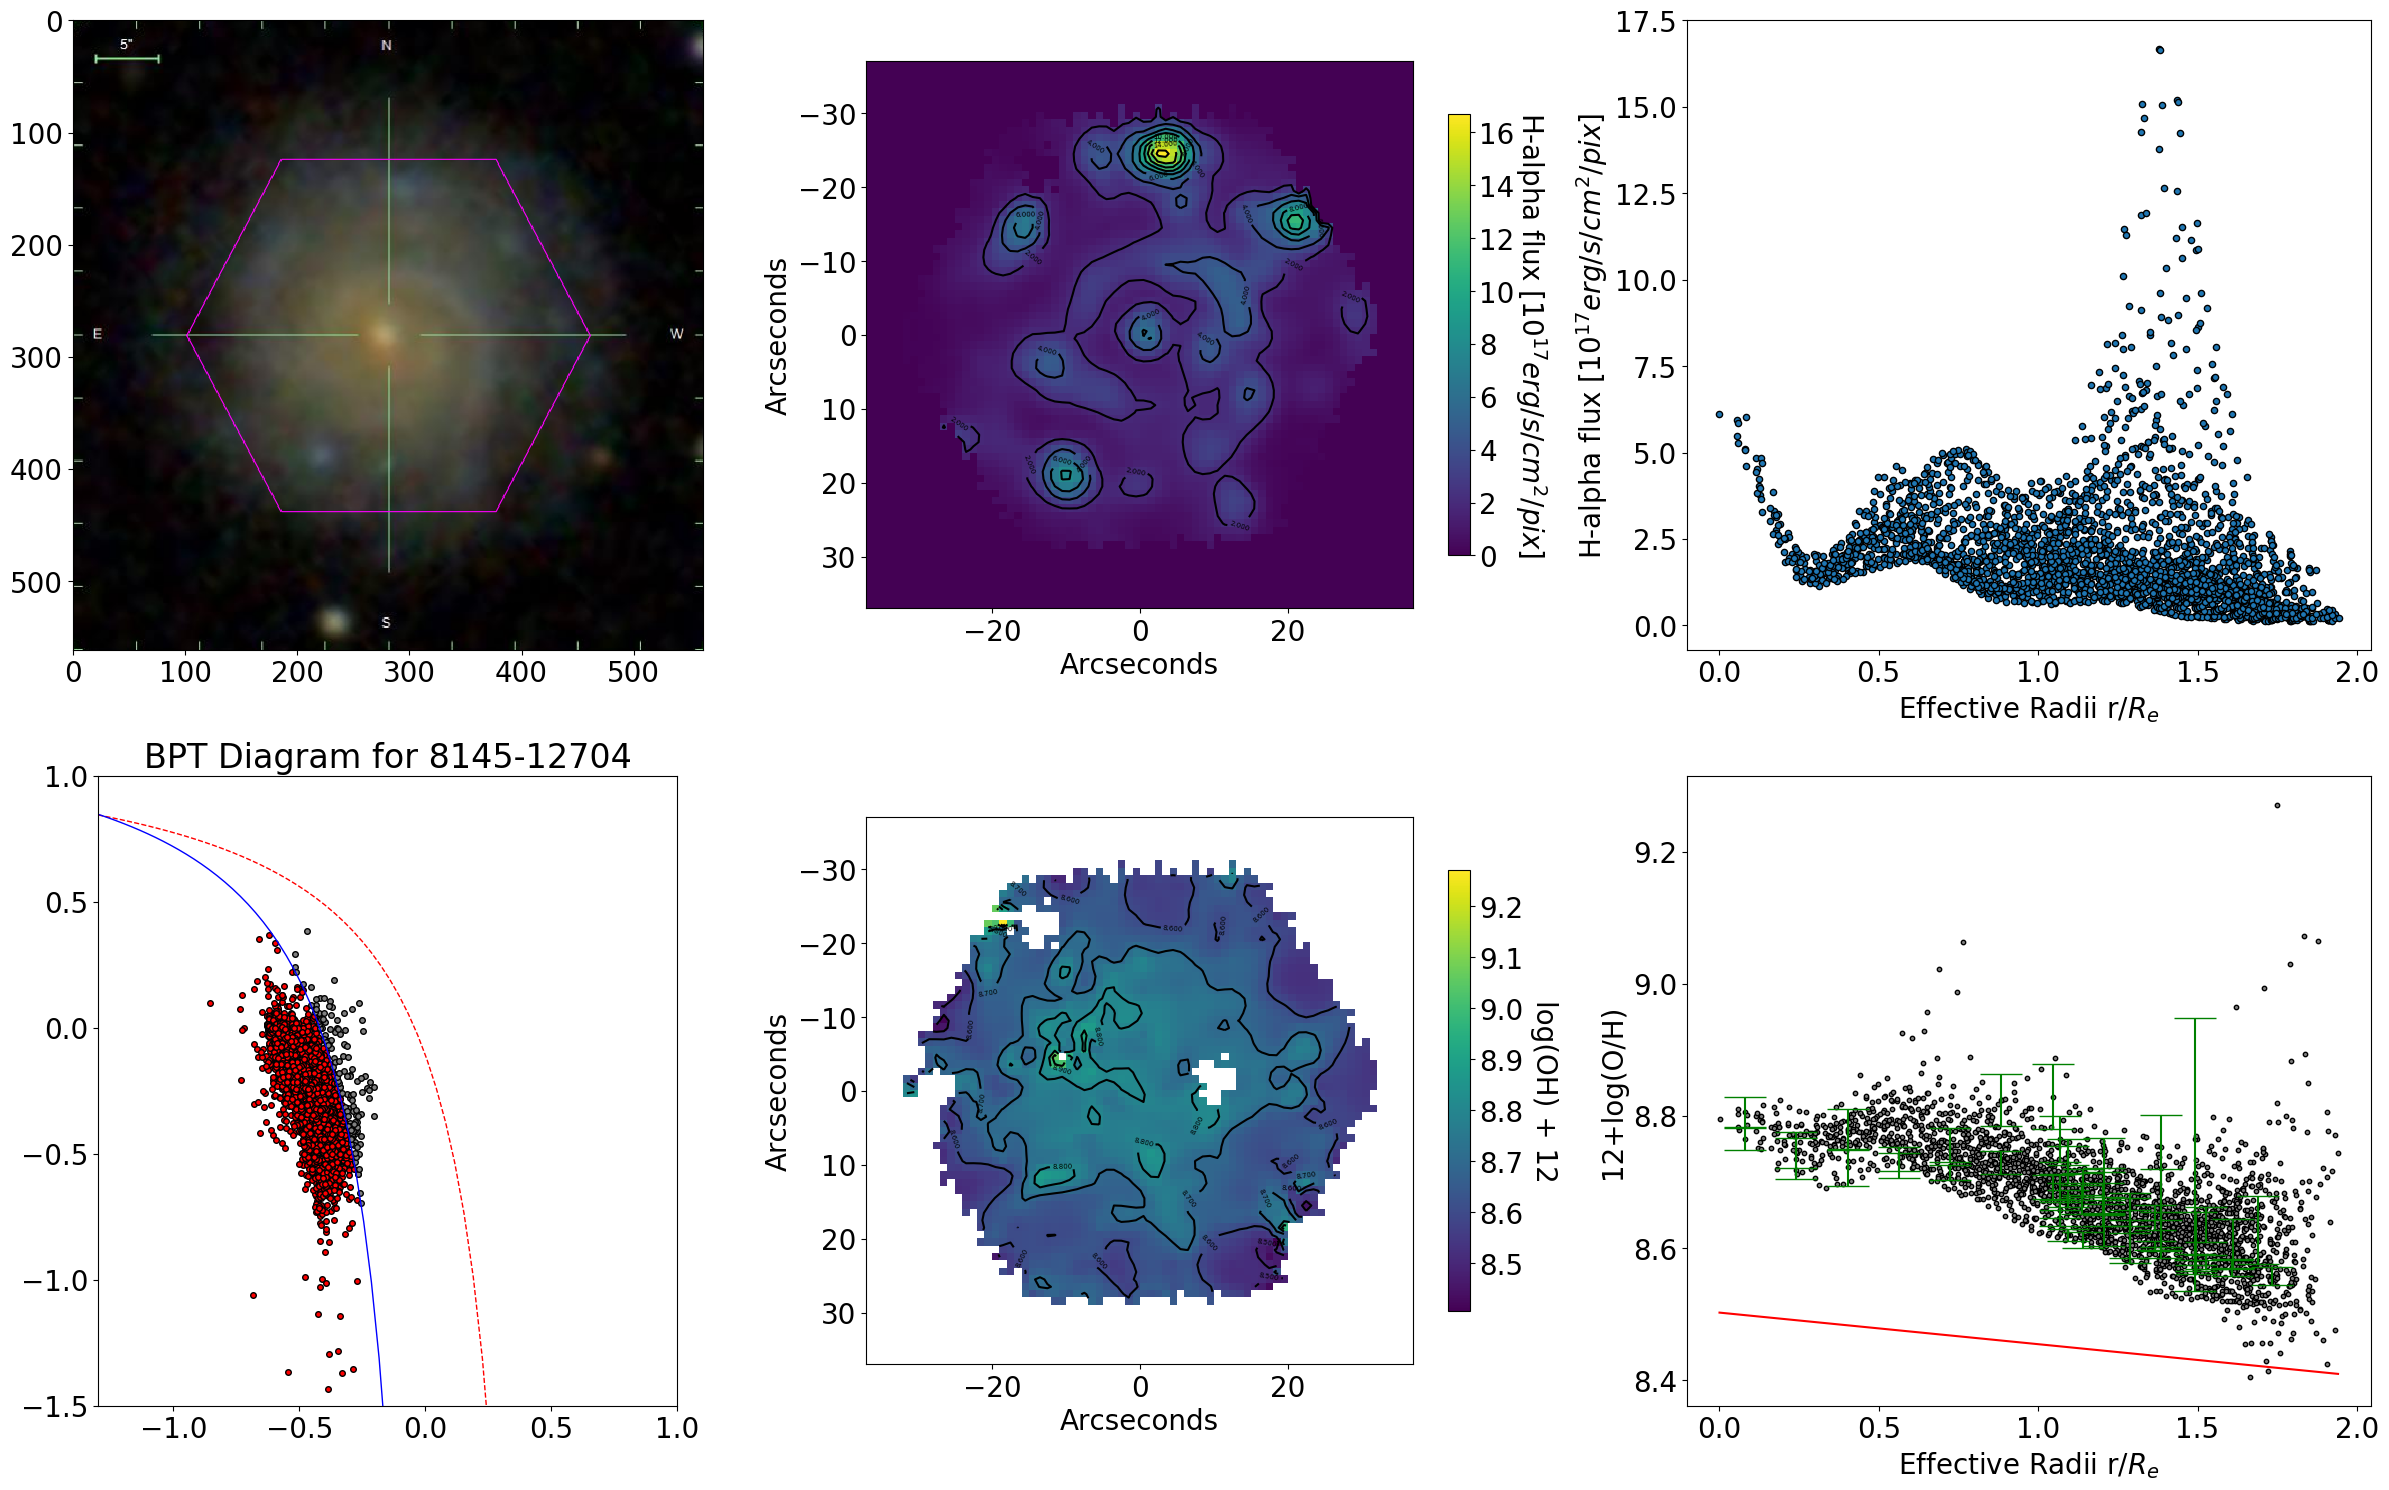 0
100
200
300
400
500
0 100 200 300 400 500
5"
N
E
W
S
−30
−20
−10
0
10
20
30
−20 0 20
Arcseconds
Arcseconds
16
14
12
10
8
6
4
2
0
H-alpha flux [10^17 erg/s/cm^2/pix]
H-alpha flux [10^17 erg/s/cm^2/pix]
17.5
15.0
12.5
10.0
7.5
5.0
2.5
0.0
0.0 0.5 1.0 1.5 2.0
Effective Radii r/R_e
BPT Diagram for 8145-12704
1.0
0.5
0.0
−0.5
−1.0
−1.5
−1.0 −0.5 0.0 0.5 1.0
−30
−20
−10
0
10
20
30
−20 0 20
Arcseconds
Arcseconds
9.2
9.1
9.0
8.9
8.8
8.7
8.6
8.5
log(OH) + 12
12+log(O/H)
9.2
9.0
8.8
8.6
8.4
0.0 0.5 1.0 1.5 2.0
Effective Radii r/R_e